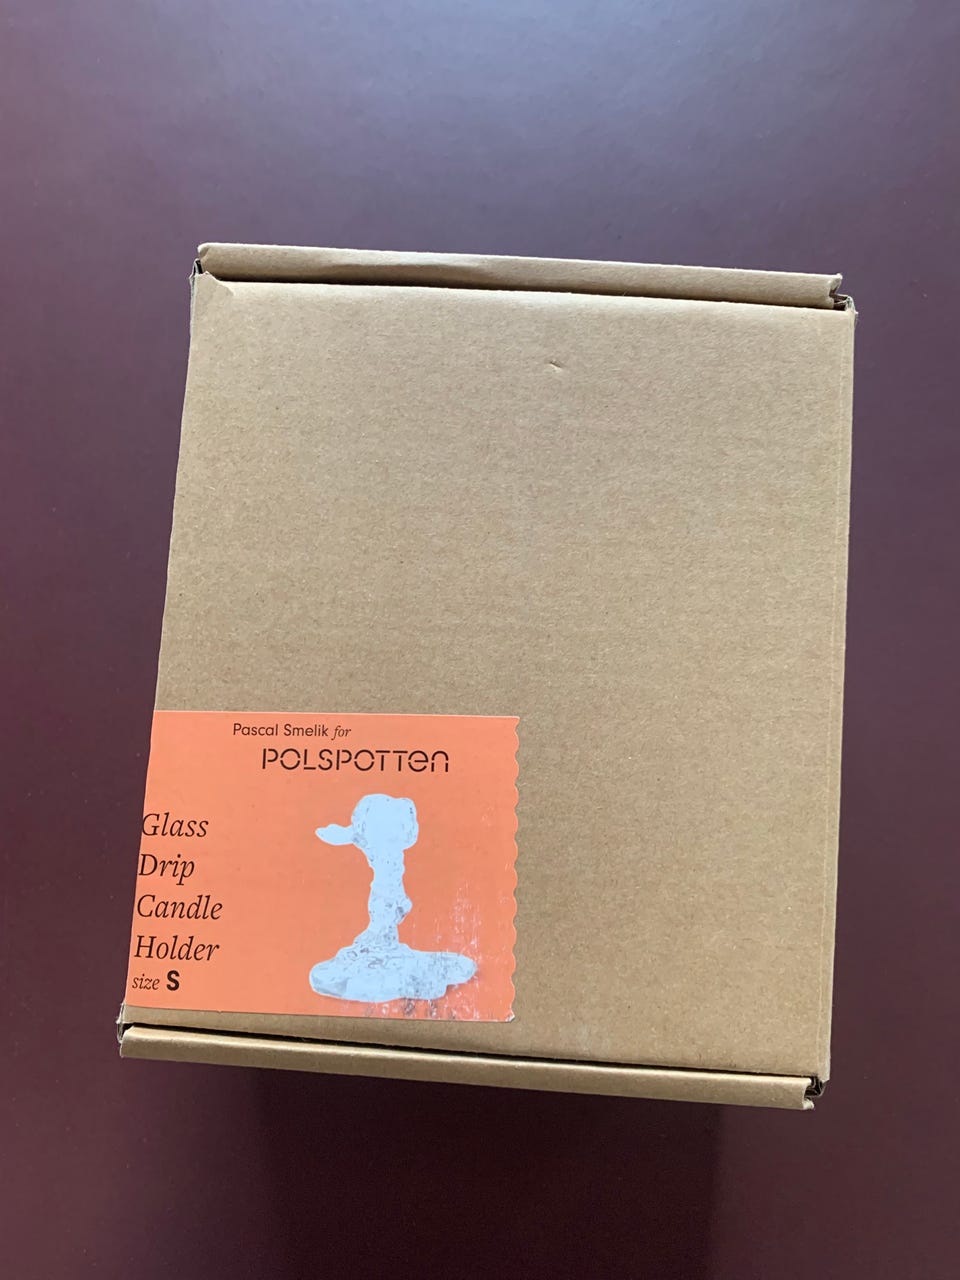 Pascal Smelik for
POLSPOTTEN
Glass
Drip
Candle
Holder
size S